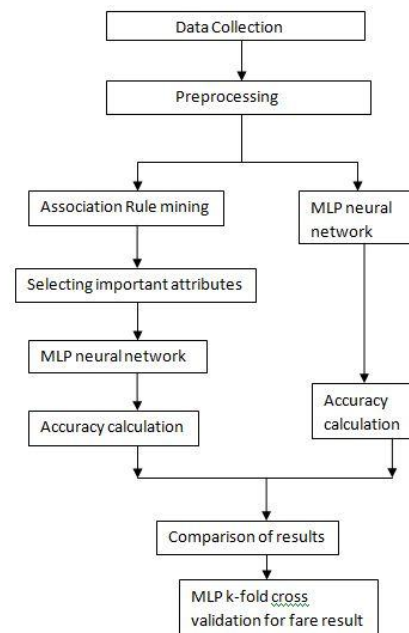 Data Collection
Preprocessing
Association Rule mining
MLP neural
network
Selecting important attributes
MLP neural network
Accuracy calculation
Accuracy
calculation
Comparison of results
MLP k-fold cross
validation for fare result